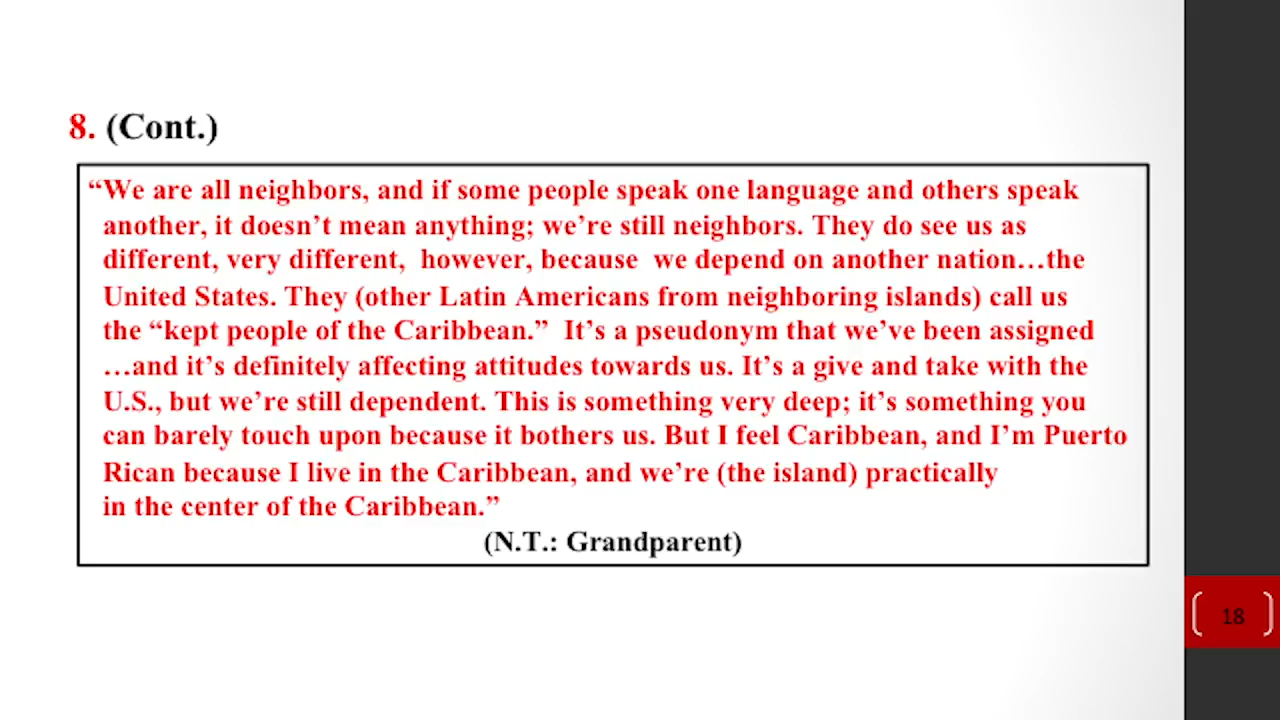 8. (Cont.)
“We are all neighbors, and if some people speak one language and others speak
another, it doesn’t mean anything; we’re still neighbors. They do see us as
different, very different,  however, because  we depend on another nation…the
United States. They (other Latin Americans from neighboring islands) call us
the “kept people of the Caribbean.”  It’s a pseudonym that we’ve been assigned
…and it’s definitely affecting attitudes towards us. It’s a give and take with the
U.S., but we’re still dependent. This is something very deep; it’s something you
can barely touch upon because it bothers us. But I feel Caribbean, and I’m Puerto
Rican because I live in the Caribbean, and we’re (the island) practically
in the center of the Caribbean.”
(N.T.: Grandparent)
18